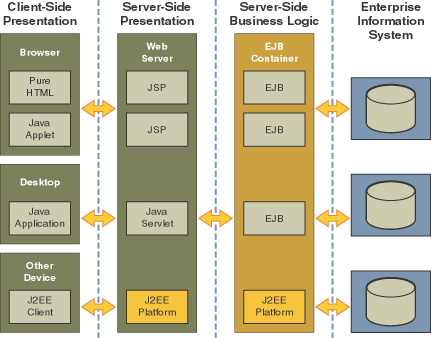 Client-Side
Presentation
Server-Side
Presentation
Server-Side
Business Logic
Enterprise
Information
System
Browser
Pure
HTML
Java
Applet
Desktop
Java
Application
Other
Device
J2EE
Client
Web
Server
JSP
JSP
Java
Servlet
J2EE
Platform
EJB
Container
EJB
EJB
EJB
J2EE
Platform